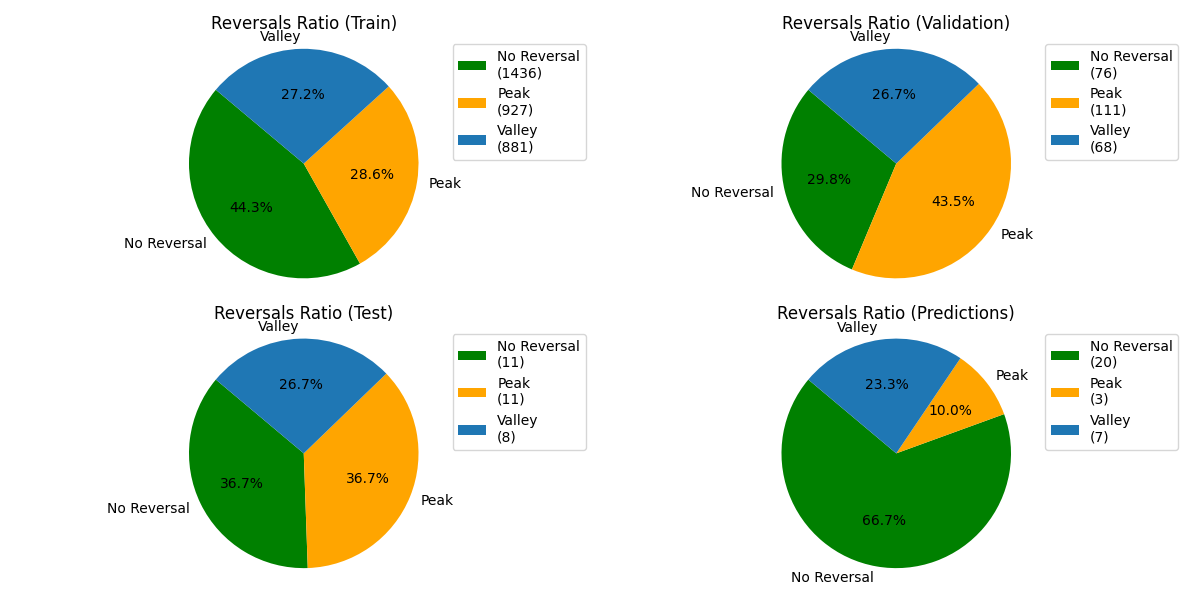 Reversals Ratio (Train)
Valley
27.2%
28.6%
Peak
44.3%
No Reversal
No Reversal
(1436)
Peak
(927)
Valley
(881)
Reversals Ratio (Validation)
Valley
26.7%
29.8%
No Reversal
43.5%
Peak
No Reversal
(76)
Peak
(111)
Valley
(68)
Reversals Ratio (Test)
Valley
26.7%
36.7%
36.7%
Peak
No Reversal
No Reversal
(11)
Peak
(11)
Valley
(8)
Reversals Ratio (Predictions)
Valley
Peak
23.3%
10.0%
66.7%
No Reversal
No Reversal
(20)
Peak
(3)
Valley
(7)